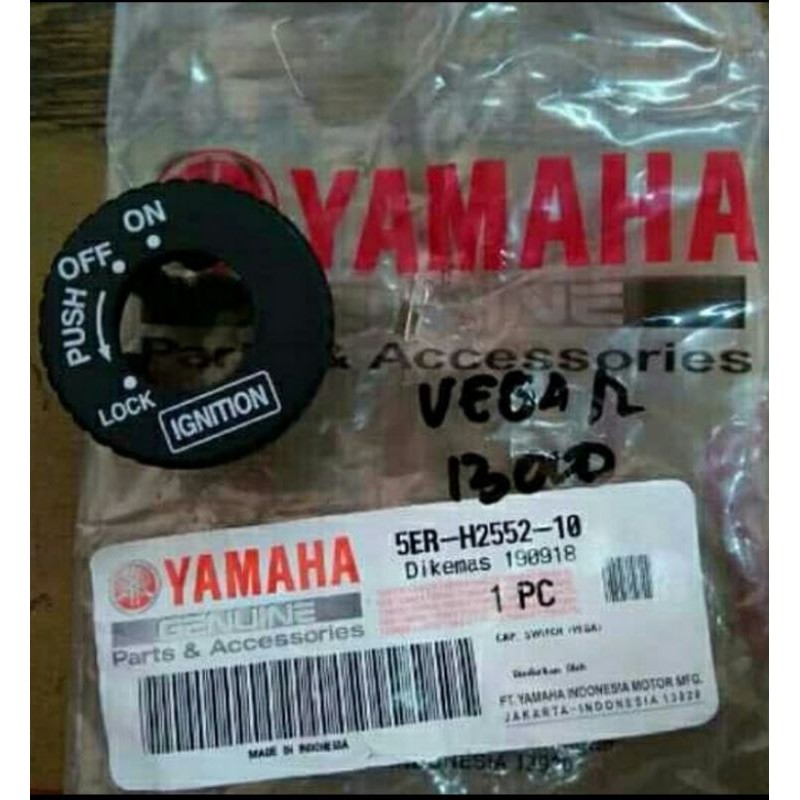 YAMAHA
GENUINE
Parts & Accessories
ON
OFF
PUSH
LOCK
IGNITION
VEGA R
13000
YAMAHA
GENUINE
Parts & Accessories
5ER-H2552-10
Dikemas 190918
1 PC
CAP, SWITCH (VEGA)
PT. YAMAHA INDONESIA MOTOR MFG.
JAKARTA-INDONESIA 13920
MADE IN INDONESIA